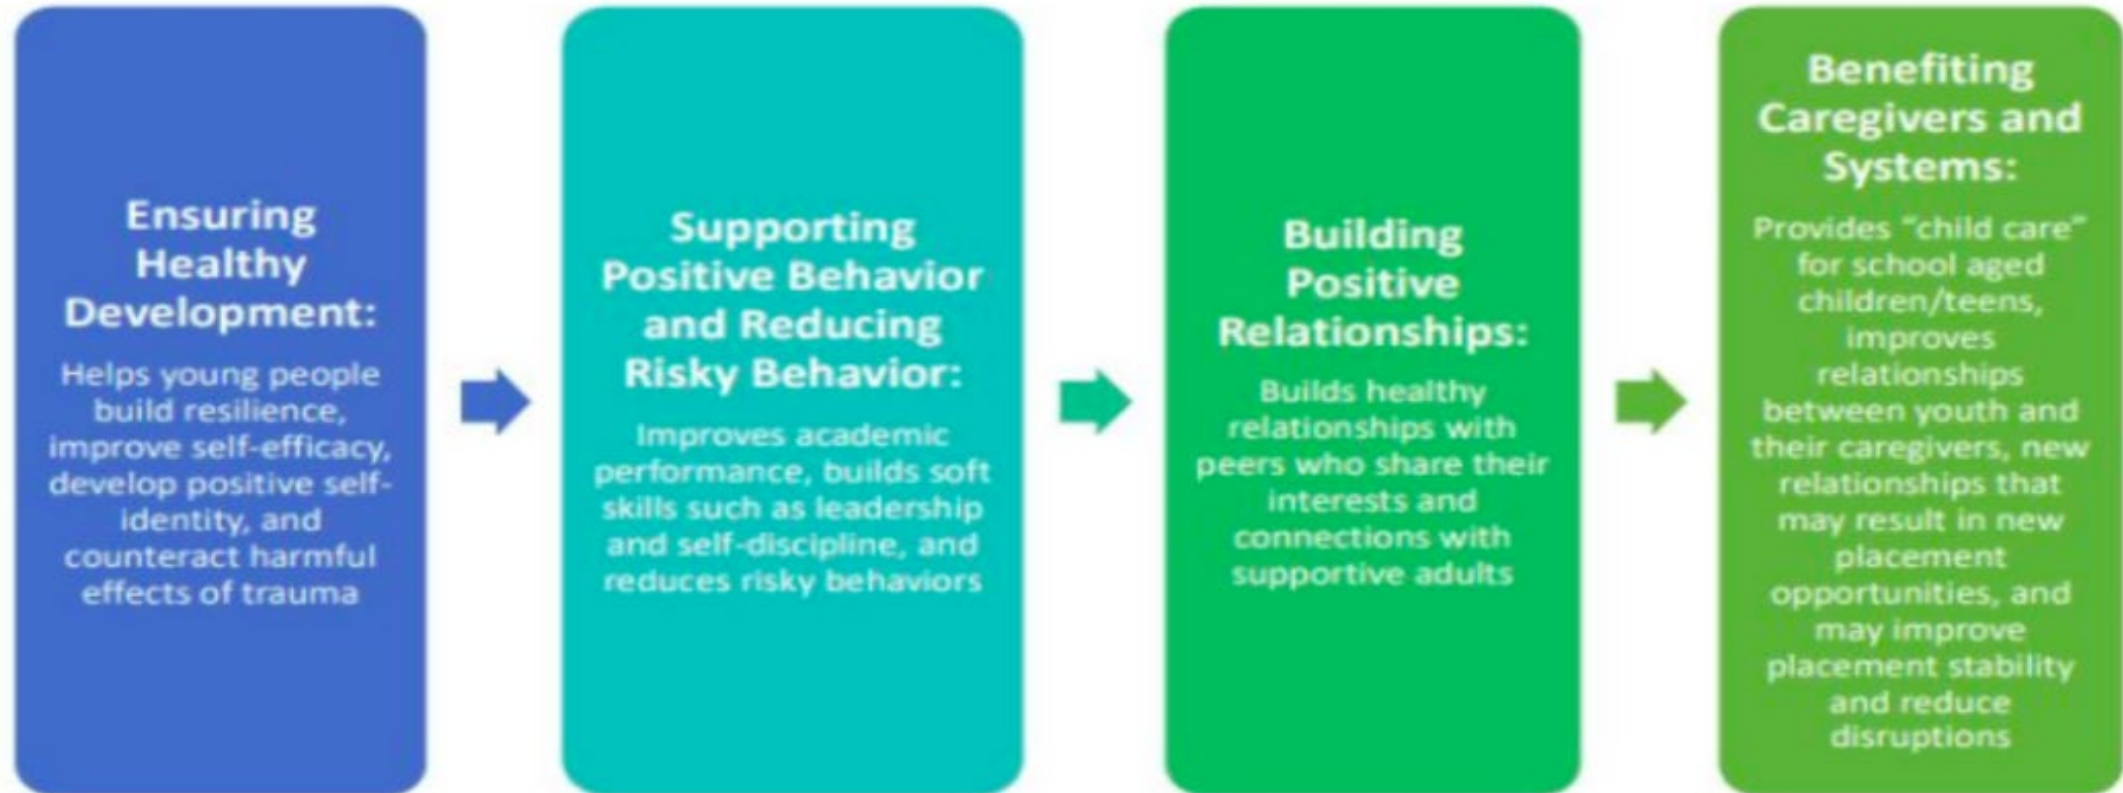 Ensuring
Healthy
Development:
Helps young people
build resilience,
improve self-efficacy,
develop positive self-
identity, and
counteract harmful
effects of trauma
Supporting
Positive Behavior
and Reducing
Risky Behavior:
Improves academic
performance, builds soft
skills such as leadership
and self-discipline, and
reduces risky behaviors
Building
Positive
Relationships:
Builds healthy
relationships with
peers who share their
interests and
connections with
supportive adults
Benefiting
Caregivers and
Systems:
Provides “child care”
for school aged
children/teens,
improves
relationships
between youth and
their caregivers, new
relationships that
may result in new
placement
opportunities, and
may improve
placement stability
and reduce
disruptions